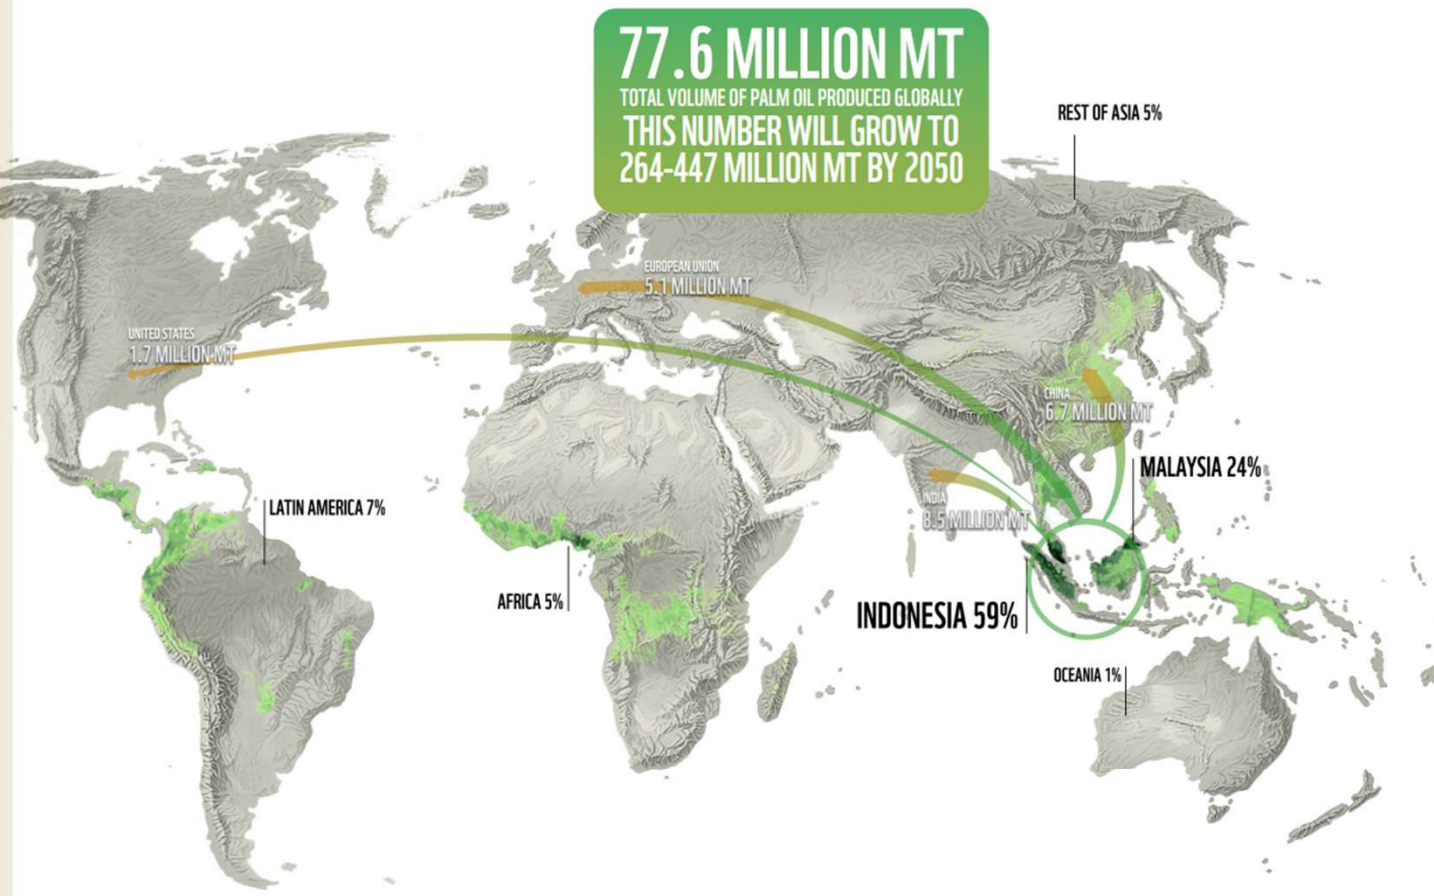 77.6 MILLION MT
TOTAL VOLUME OF PALM OIL PRODUCED GLOBALLY
THIS NUMBER WILL GROW TO
264-447 MILLION MT BY 2050
REST OF ASIA 5%
EUROPEAN UNION
5.1 MILLION MT
UNITED STATES
1.7 MILLION MT
CHINA
6.7 MILLION MT
MALAYSIA 24%
INDIA
8.5 MILLION MT
LATIN AMERICA 7%
AFRICA 5%
INDONESIA 59%
OCEANIA 1%